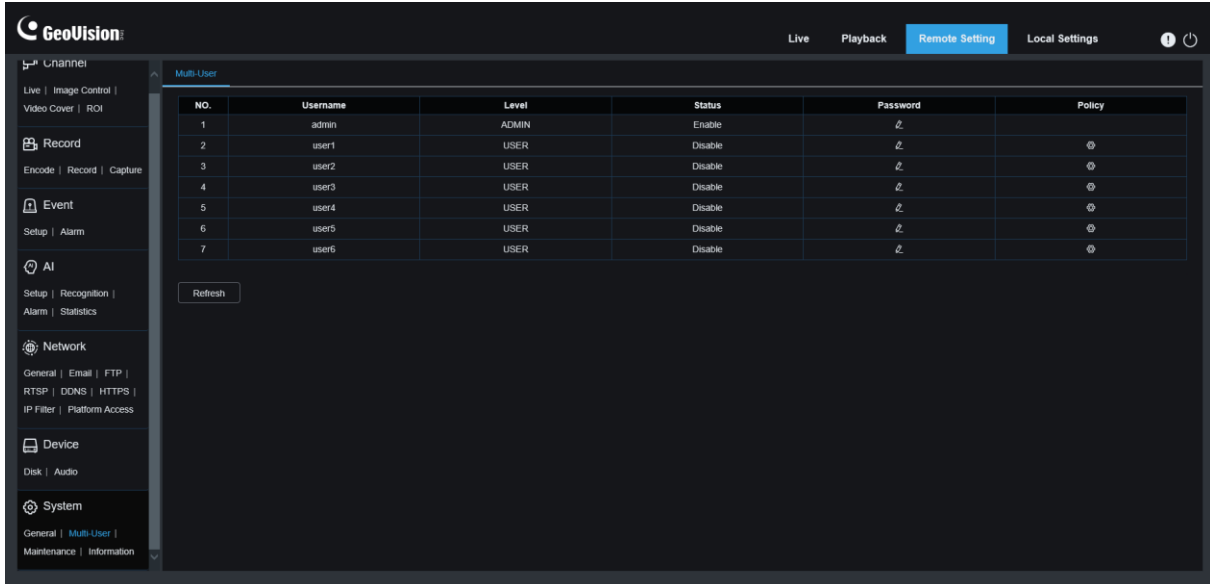 GeoVision
Live Playback Remote Setting Local Settings
Channel
Live | Image Control |
Video Cover | ROI
Record
Encode | Record | Capture
Event
Setup | Alarm
AI
Setup | Recognition |
Alarm | Statistics
Network
General | Email | FTP |
RTSP | DDNS | HTTPS |
IP Filter | Platform Access
Device
Disk | Audio
System
General | Multi-User |
Maintenance | Information
Multi-User
NO. Username Level Status Password Policy
1 admin ADMIN Enable
2 user1 USER Disable
3 user2 USER Disable
4 user3 USER Disable
5 user4 USER Disable
6 user5 USER Disable
7 user6 USER Disable
Refresh